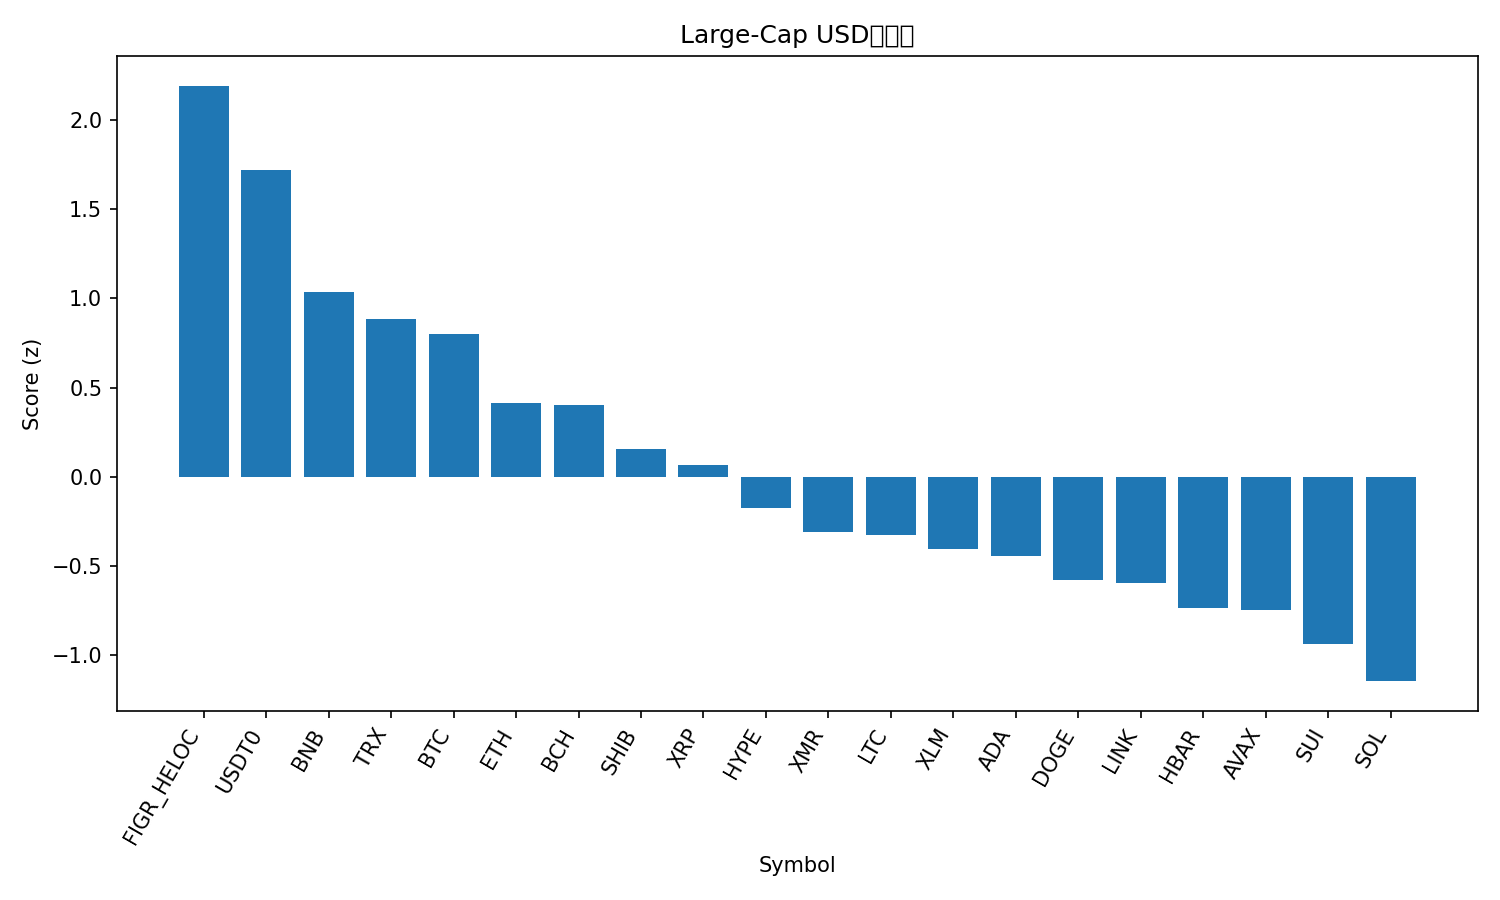 Large-Cap USD
2.0
1.5
1.0
0.5
0.0
−0.5
−1.0
Score (z)
FIGR_HELOC
USDT0
BNB
TRX
BTC
ETH
BCH
SHIB
XRP
HYPE
XMR
LTC
XLM
ADA
DOGE
LINK
HBAR
AVAX
SUI
SOL
Symbol